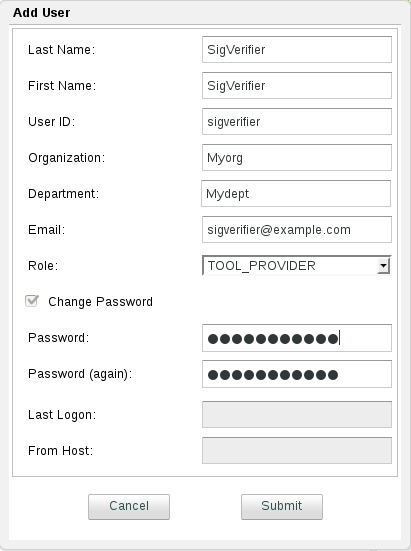 Add User
Last Name: SigVerifier
First Name: SigVerifier
User ID: sigverifier
Organization: Myorg
Department: Mydept
Email: sigverifier@example.com
Role: TOOL_PROVIDER
Change Password
Password: ●●●●●●●●●●●
Password (again): ●●●●●●●●●●●
Last Logon:
From Host:
Cancel Submit